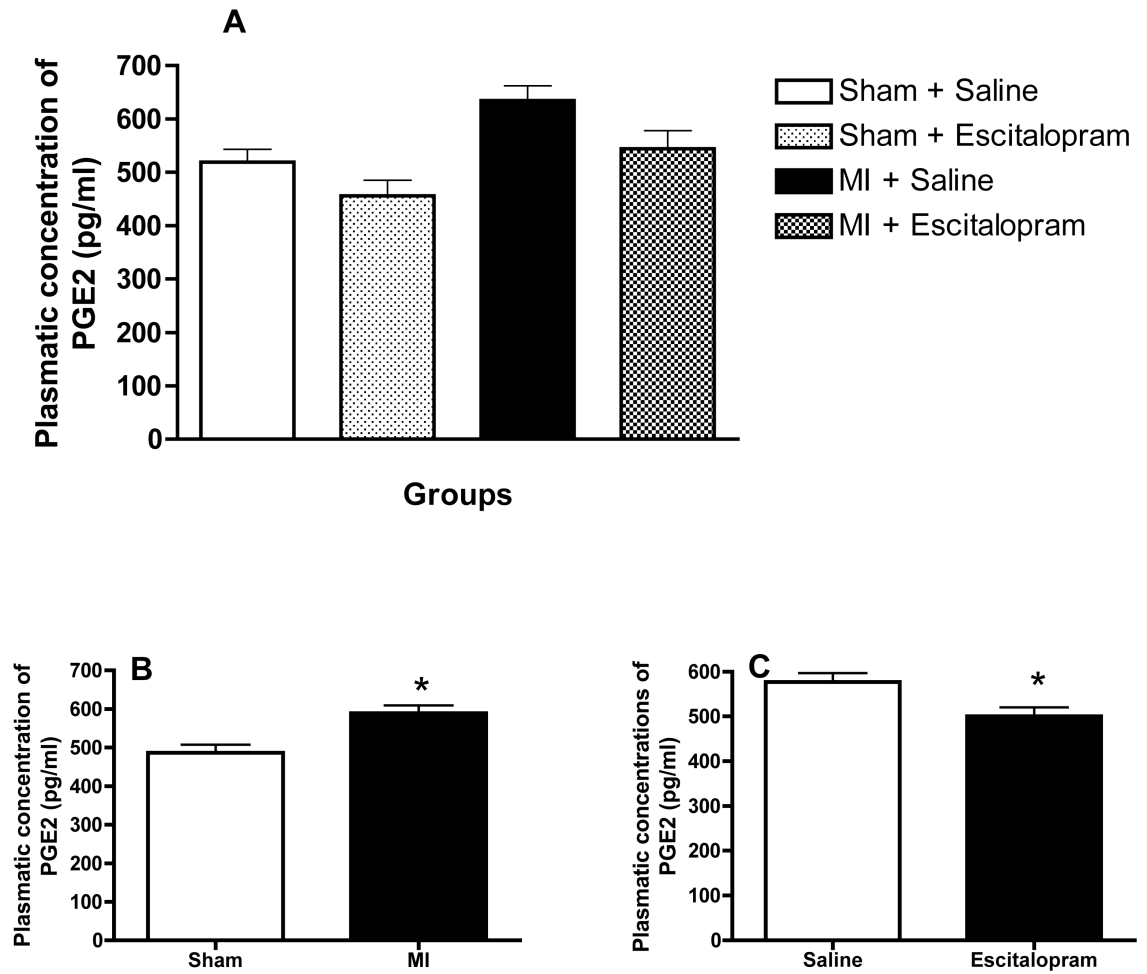 A
Plasmatic concentration of
PGE2 (pg/ml)
700
600
500
400
300
200
100
0
Groups
Sham + Saline
Sham + Escitalopram
MI + Saline
MI + Escitalopram
B
Plasmatic concentration of
PGE2 (pg/ml)
700
600
500
400
300
200
100
0
*
Sham MI
C
Plasmatic concentrations of
PGE2 (pg/ml)
600
500
400
300
200
100
0
*
Saline Escitalopram